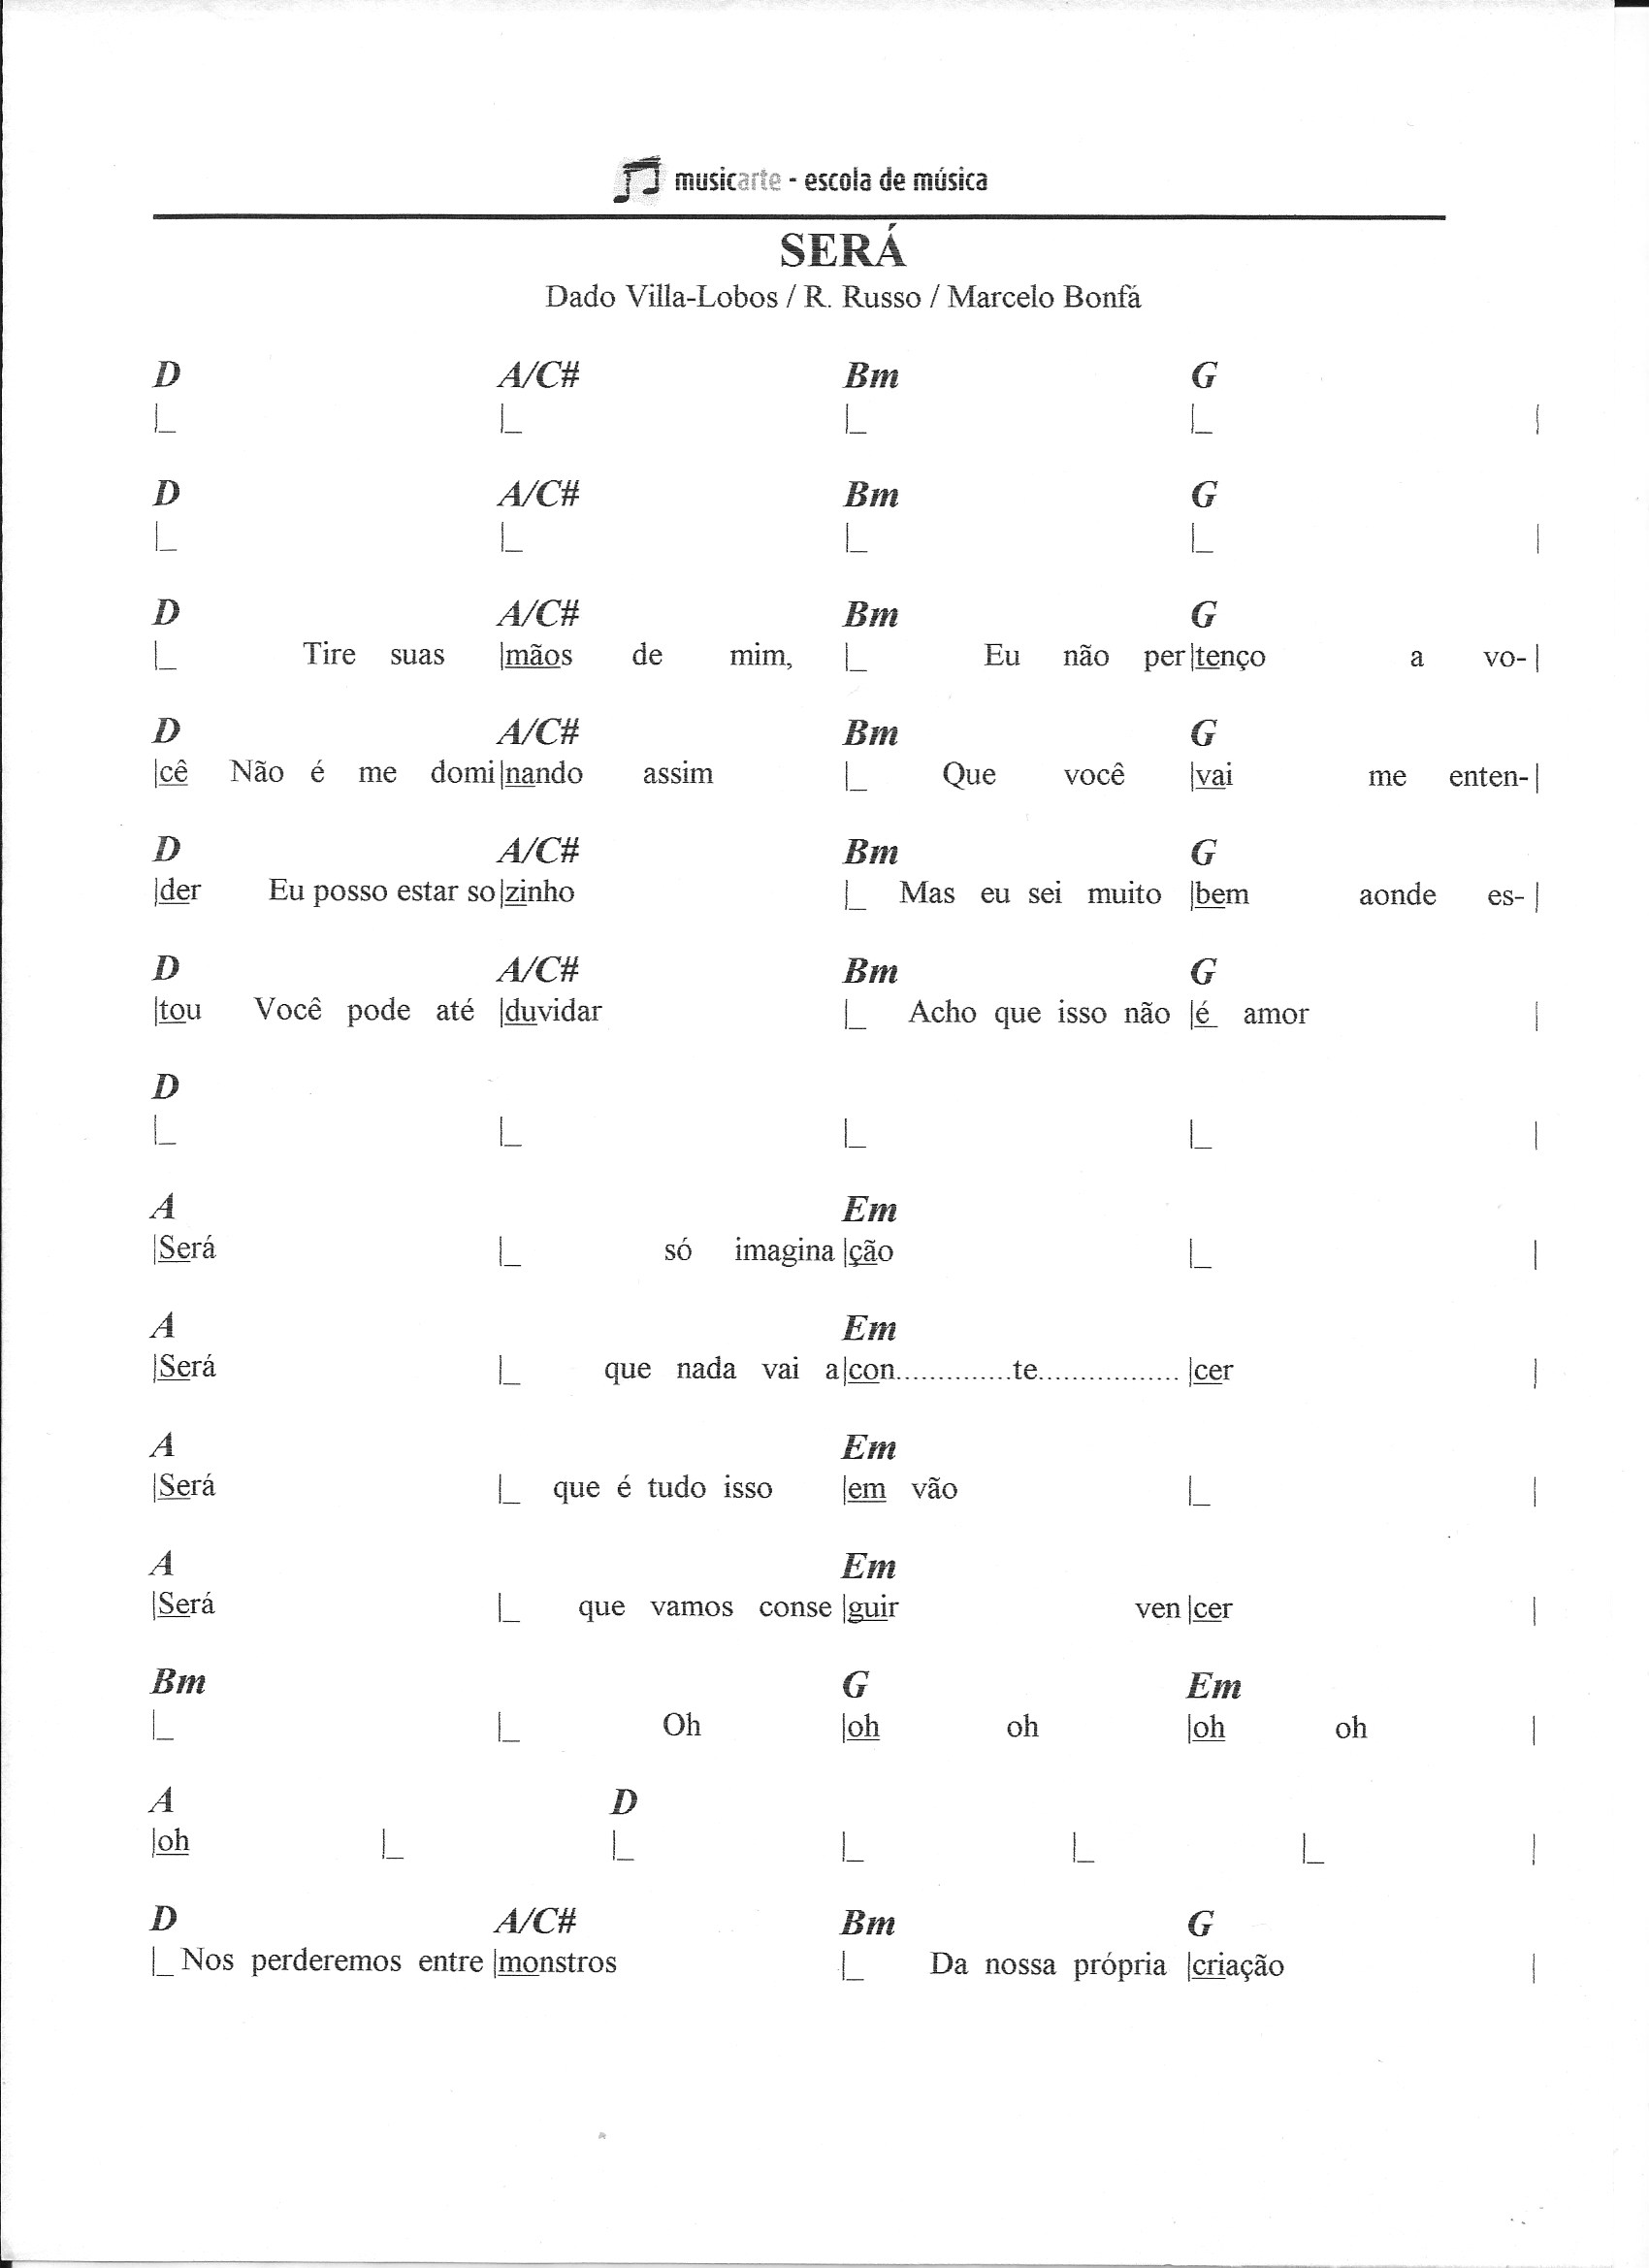 musicarte - escola de música
SERÁ
Dado Villa-Lobos / R. Russo / Marcelo Bonfá
D A/C# Bm G
|_ |_ |_ |_ |
D A/C# Bm G
|_ |_ |_ |_ |
D A/C# Bm G
|_ Tire suas |mãos de mim, |_ Eu não per|tenço a vo-|
D A/C# Bm G
|cê Não é me domi|nando assim |_ Que você |vai me enten-|
D A/C# Bm G
|der Eu posso estar so|zinho |_ Mas eu sei muito |bem aonde es-|
D A/C# Bm G
|tou Você pode até |duvidar |_ Acho que isso não |é amor |
D
|_ |_ |_ |_ |
A Em
|Será |_ só imagina|ção |_ |
A Em
|Será |_ que nada vai a|con..............te................. |cer |
A Em
|Será |_ que é tudo isso |em vão |_ |
A Em
|Será |_ que vamos conse|guir ven|cer |
Bm G Em
|_ |_ Oh |oh oh |oh oh |
A D
|oh |_ |_ |_ |_ |_ |
D A/C# Bm G
|_ Nos perderemos entre |monstros |_ Da nossa própria |criação |